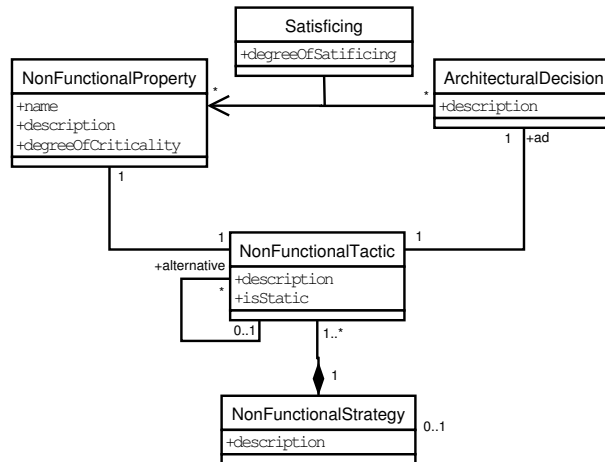 Satisficing
+degreeOfSatificing
NonFunctionalProperty
+name
+description
+degreeOfCriticality
*
*
ArchitecturalDecision
+description
1
1
+ad
1
NonFunctionalTactic
1
+alternative
+description
*
+isStatic
0..1
1..*
1
NonFunctionalStrategy
+description
0..1